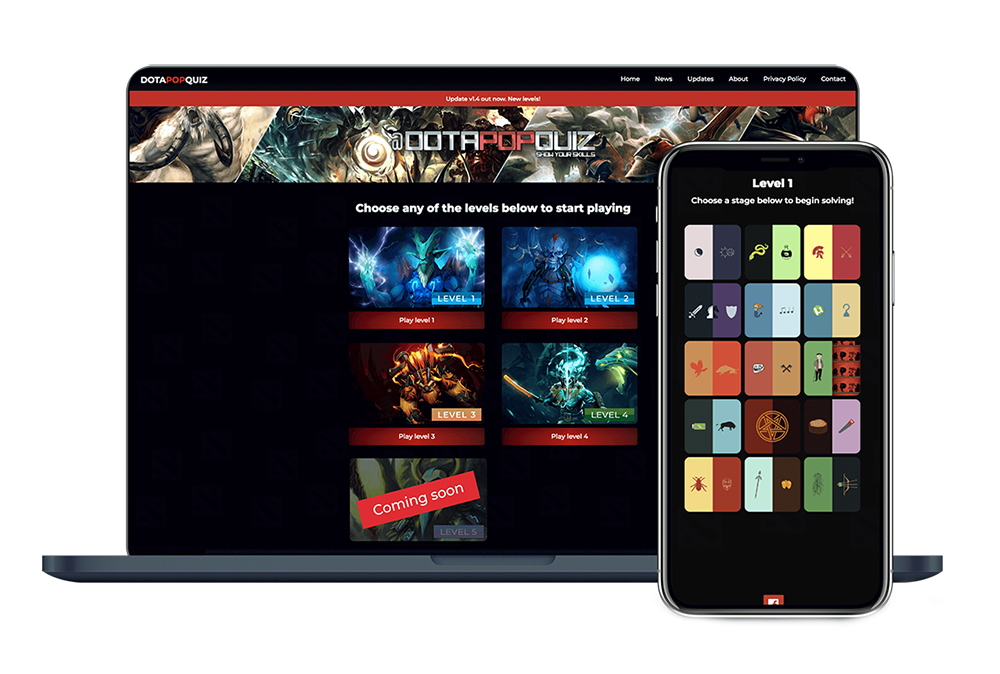 DOTAPOPQUIZ
Home News Updates About Privacy Policy Contact
Update v1.4 out now. New levels!
@DOTAPOPQUIZ
SHOW YOUR SKILLS
Choose any of the levels below to start playing
LEVEL 1
LEVEL 2
Play level 1
Play level 2
LEVEL 3
LEVEL 4
Play level 3
Play level 4
Coming soon
LEVEL 5
Level 1
Choose a stage below to begin solving!